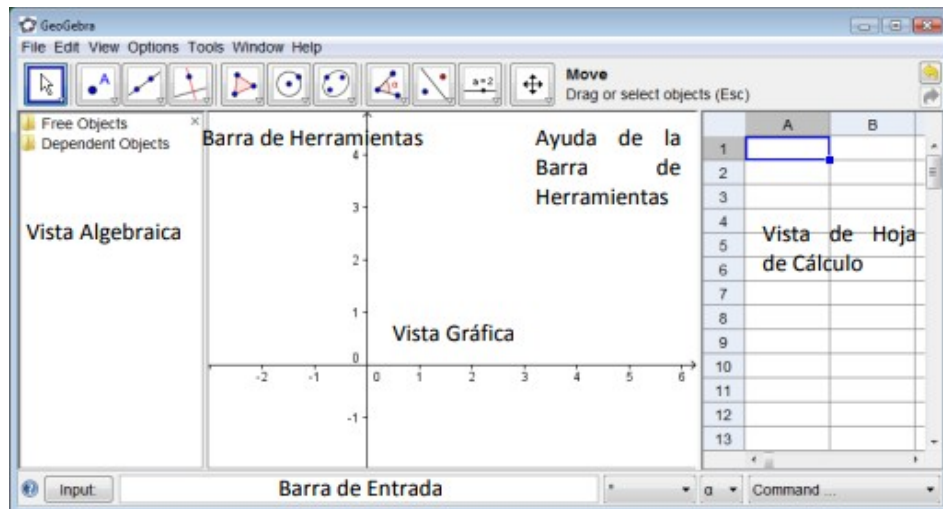 GeoGebra
File Edit View Options Tools Window Help
A
α
a=2
Move
Drag or select objects (Esc)
Free Objects
Dependent Objects
Barra de Herramientas
Ayuda de la
Barra de
Herramientas
Vista Algebraica
Vista Gráfica
4
3
2
1
0
-2 -1 0 1 2 3 4 5 6
-1
A B
1
2
3
4
5
6
7
8
9
10
11
12
13
Vista de Hoja
de Cálculo
Input:
Barra de Entrada
α
Command ...